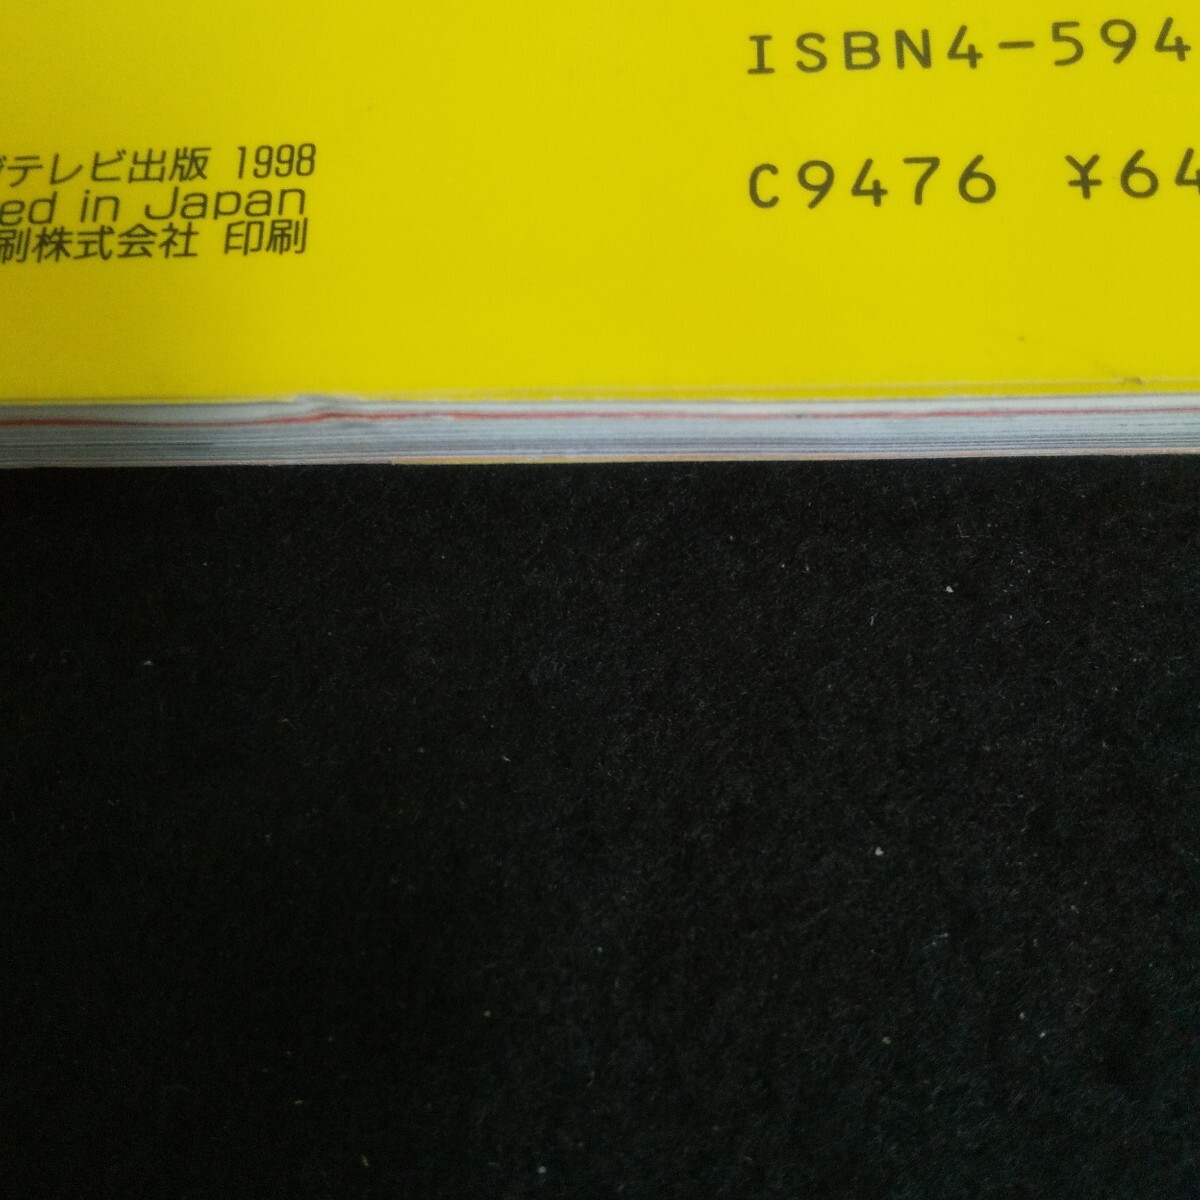 テレビ出版 1998
ed in Japan
刷株式会社 印刷
ISBN4-594
C9476 ¥64